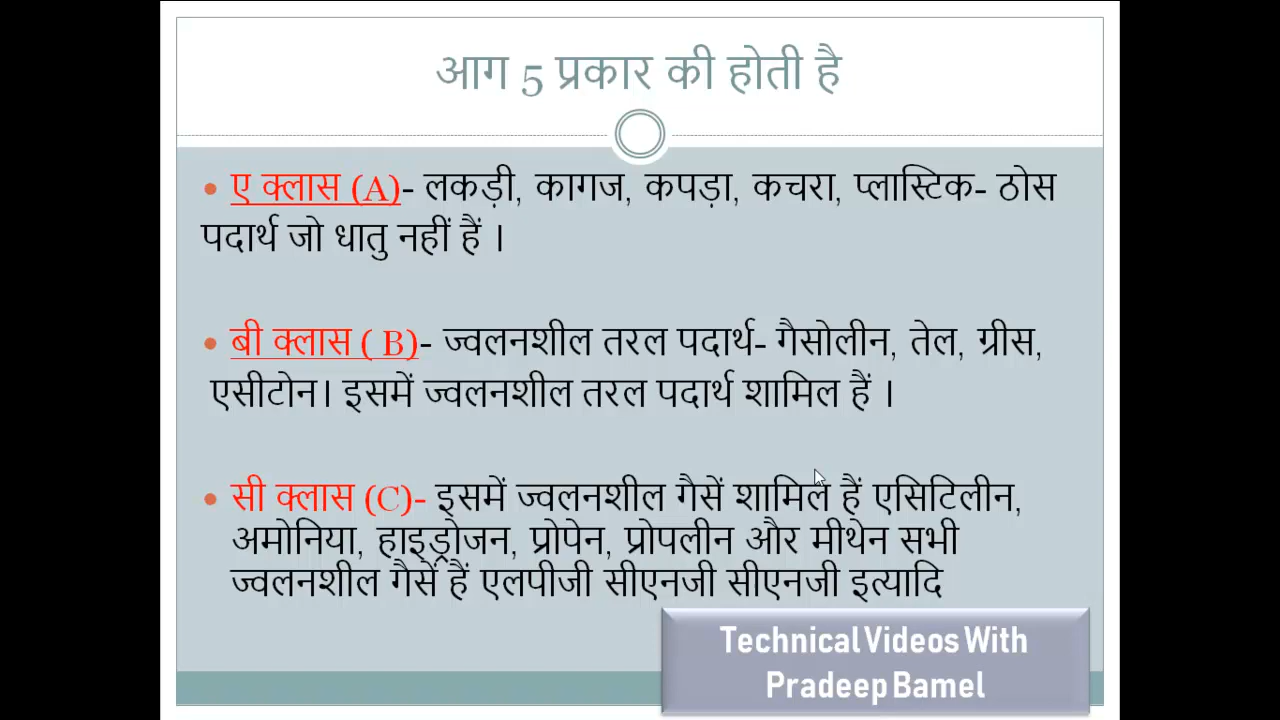 आग 5 प्रकार की होती है
• ए क्लास (A)- लकड़ी, कागज, कपड़ा, कचरा, प्लास्टिक- ठोस
पदार्थ जो धातु नहीं हैं ।
• बी क्लास ( B)- ज्वलनशील तरल पदार्थ- गैसोलीन, तेल, ग्रीस,
एसीटोन। इसमें ज्वलनशील तरल पदार्थ शामिल हैं ।
• सी क्लास (C)- इसमें ज्वलनशील गैसें शामिल हैं एसिटिलीन,
अमोनिया, हाइड्रोजन, प्रोपेन, प्रोपलीन और मीथेन सभी
ज्वलनशील गैसें हैं एलपीजी सीएनजी सीएनजी इत्यादि
Technical Videos With
Pradeep Bamel